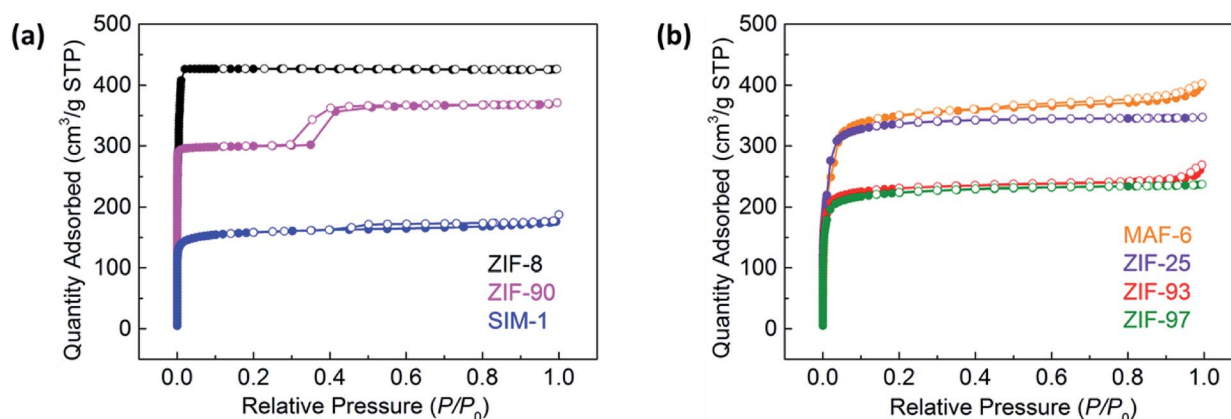 (a)
Quantity Adsorbed (cm³/g STP)
500
400
300
200
100
0
ZIF-8
ZIF-90
SIM-1
0.0 0.2 0.4 0.6 0.8 1.0
Relative Pressure (P/P₀)
(b)
Quantity Adsorbed (cm³/g STP)
500
400
300
200
100
0
MAF-6
ZIF-25
ZIF-93
ZIF-97
0.0 0.2 0.4 0.6 0.8 1.0
Relative Pressure (P/P₀)